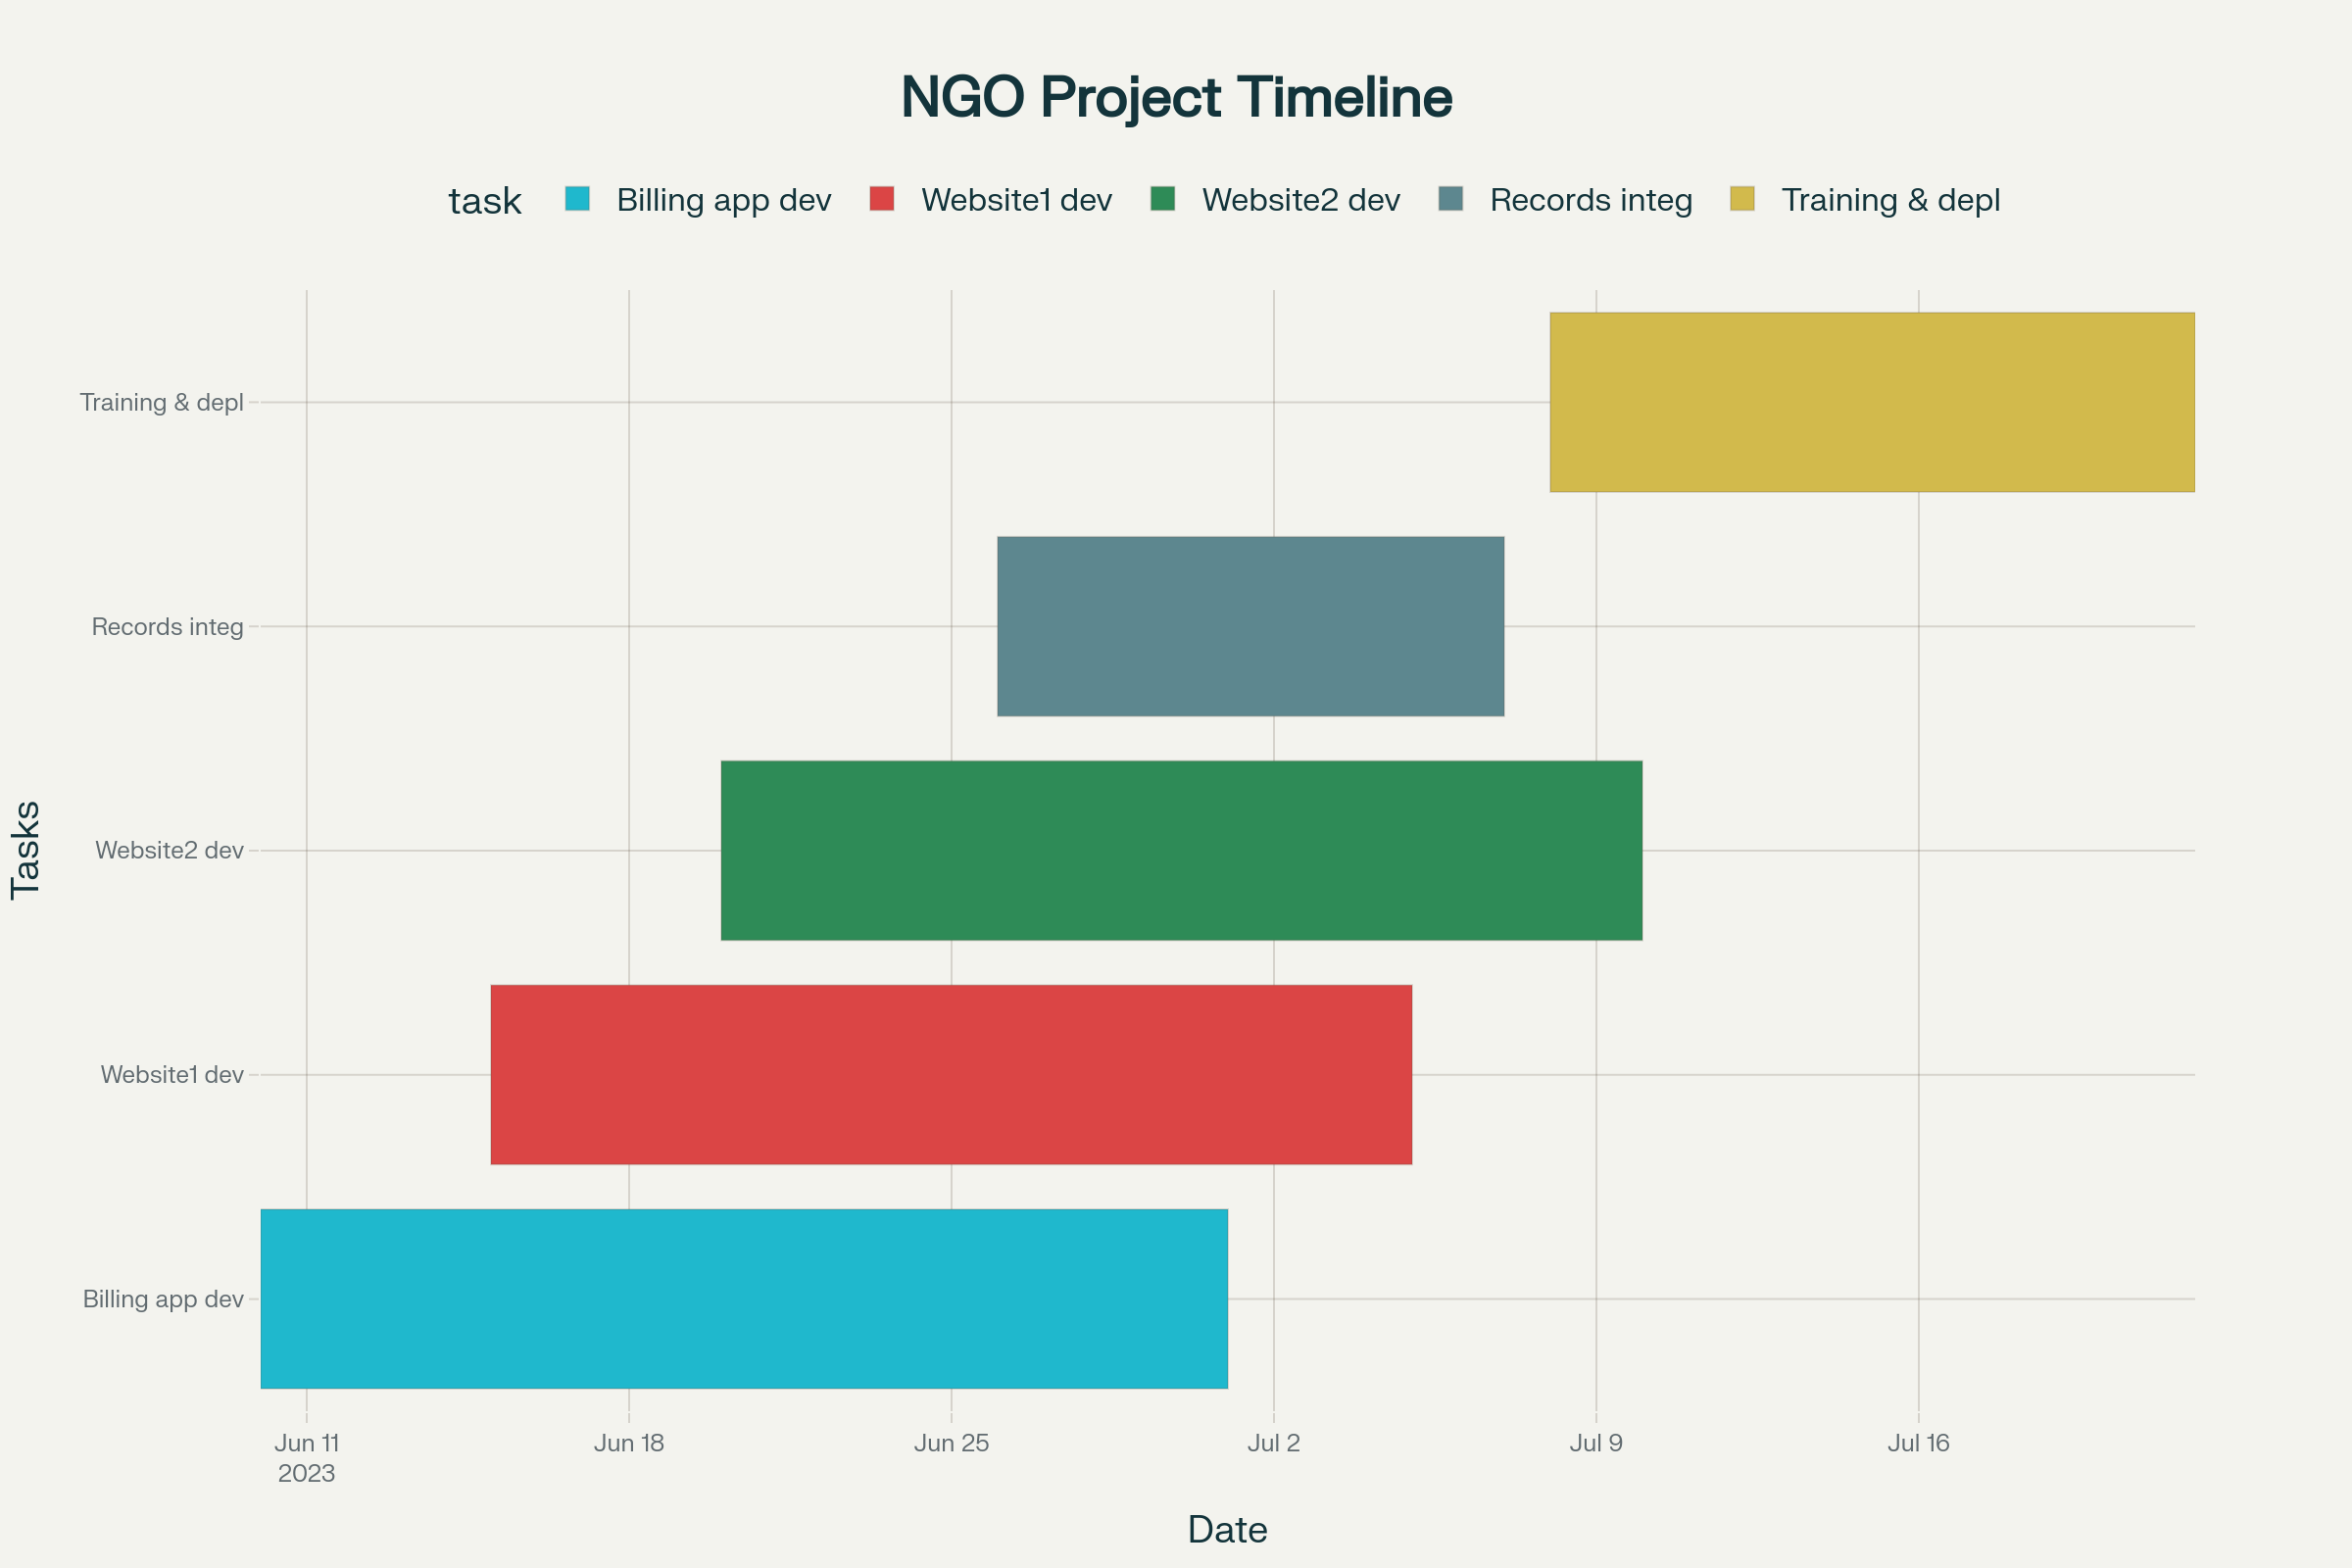 NGO Project Timeline
task Billing app dev Website1 dev Website2 dev Records integ Training & depl
Training & depl
Records integ
Website2 dev
Website1 dev
Billing app dev
Tasks
Jun 11 Jun 18 Jun 25 Jul 2 Jul 9 Jul 16
2023
Date